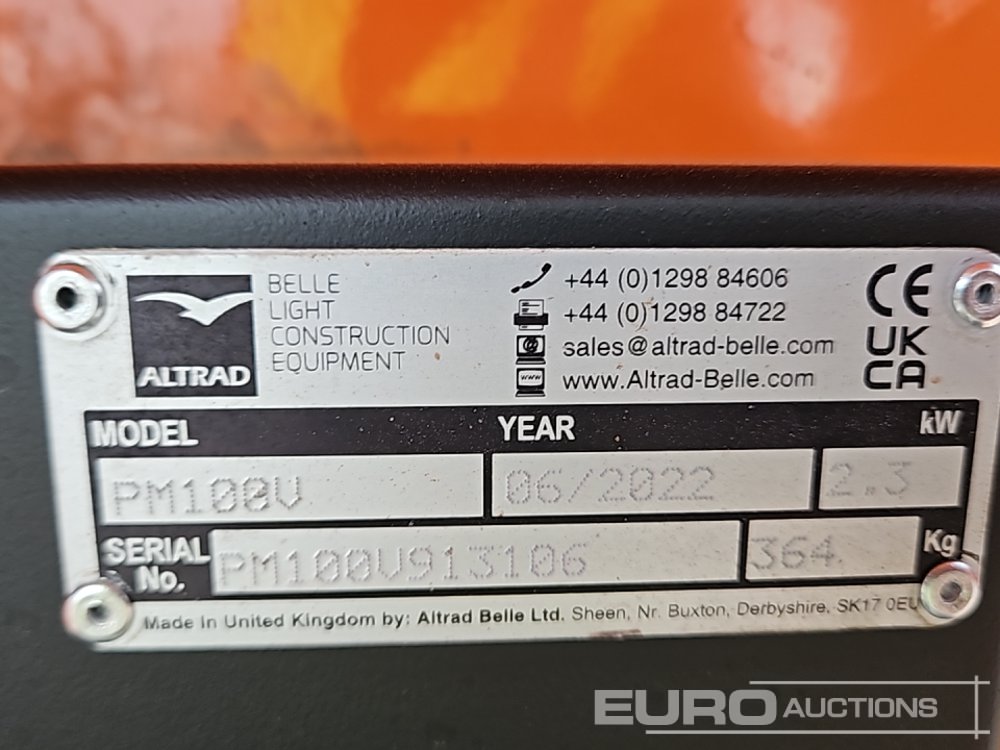 ALTRAD
BELLE
LIGHT
CONSTRUCTION
EQUIPMENT
+44 (0)1298 84606
+44 (0)1298 84722
sales@altrad-belle.com
www
www.Altrad-Belle.com
CE
UK
CA
MODEL YEAR kW
PM100V 06/2022 2.3
SERIAL No. PM100V913106 364 Kg
Made In United Kingdom by: Altrad Belle Ltd. Sheen, Nr. Buxton, Derbyshire. SK17 0EU
EURO AUCTIONS